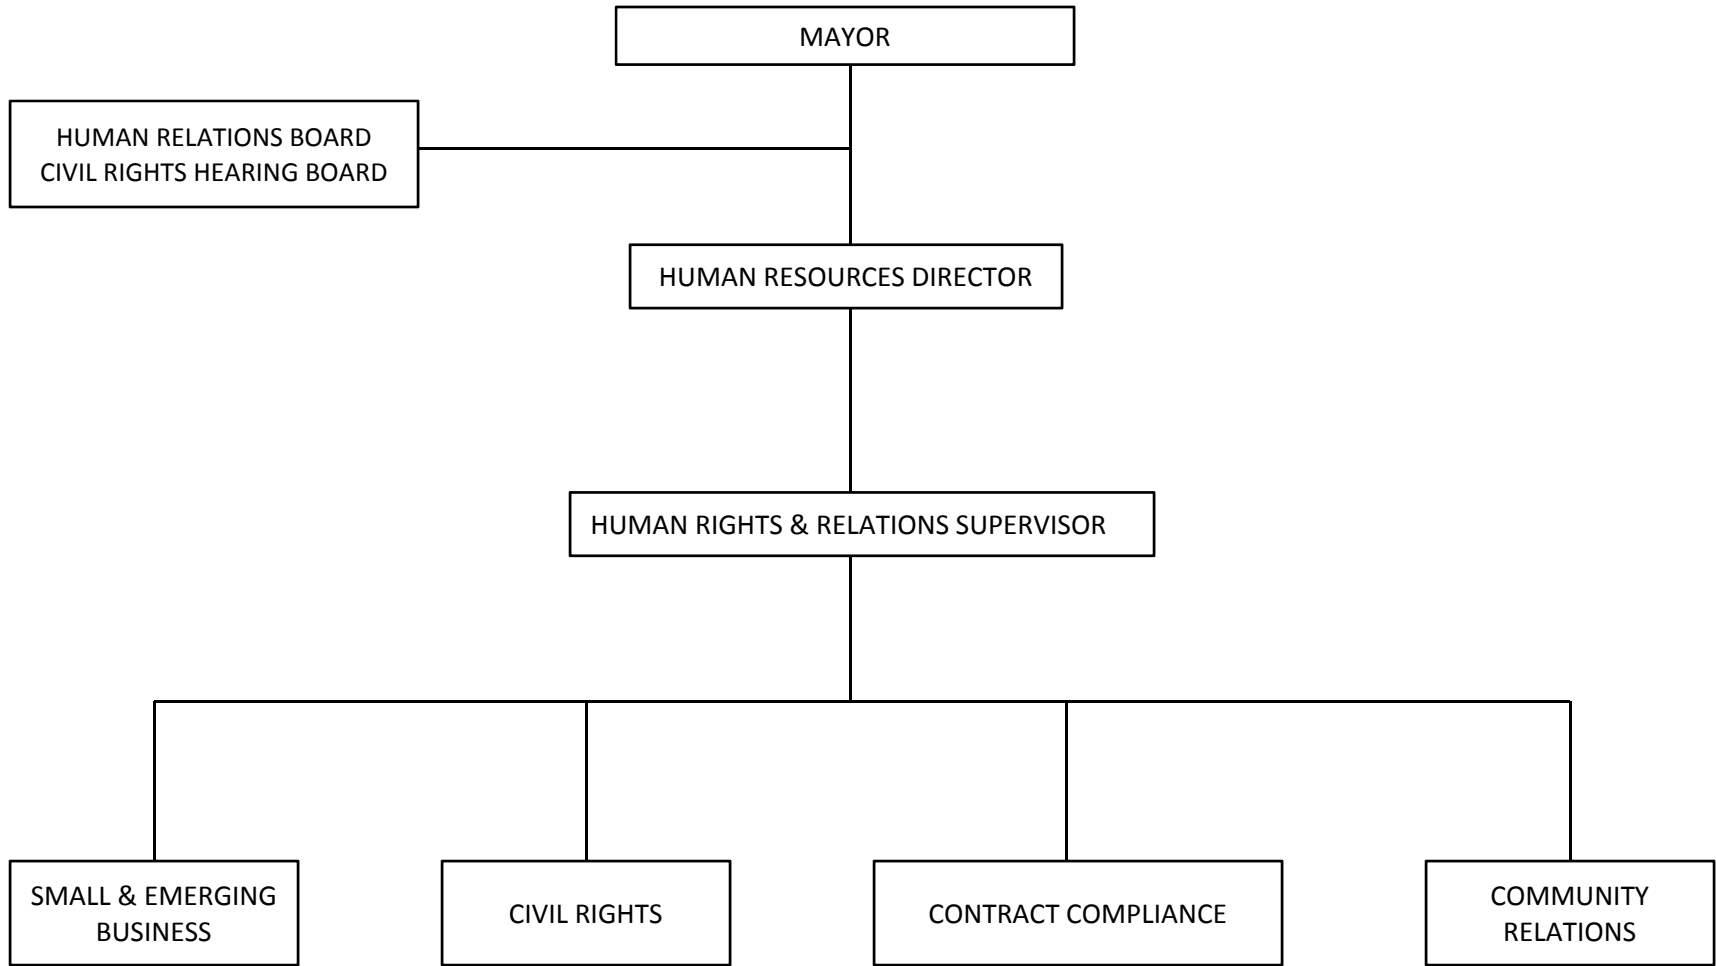 MAYOR
HUMAN RELATIONS BOARD
CIVIL RIGHTS HEARING BOARD
HUMAN RESOURCES DIRECTOR
HUMAN RIGHTS & RELATIONS SUPERVISOR
SMALL & EMERGING
BUSINESS
CIVIL RIGHTS
CONTRACT COMPLIANCE
COMMUNITY
RELATIONS